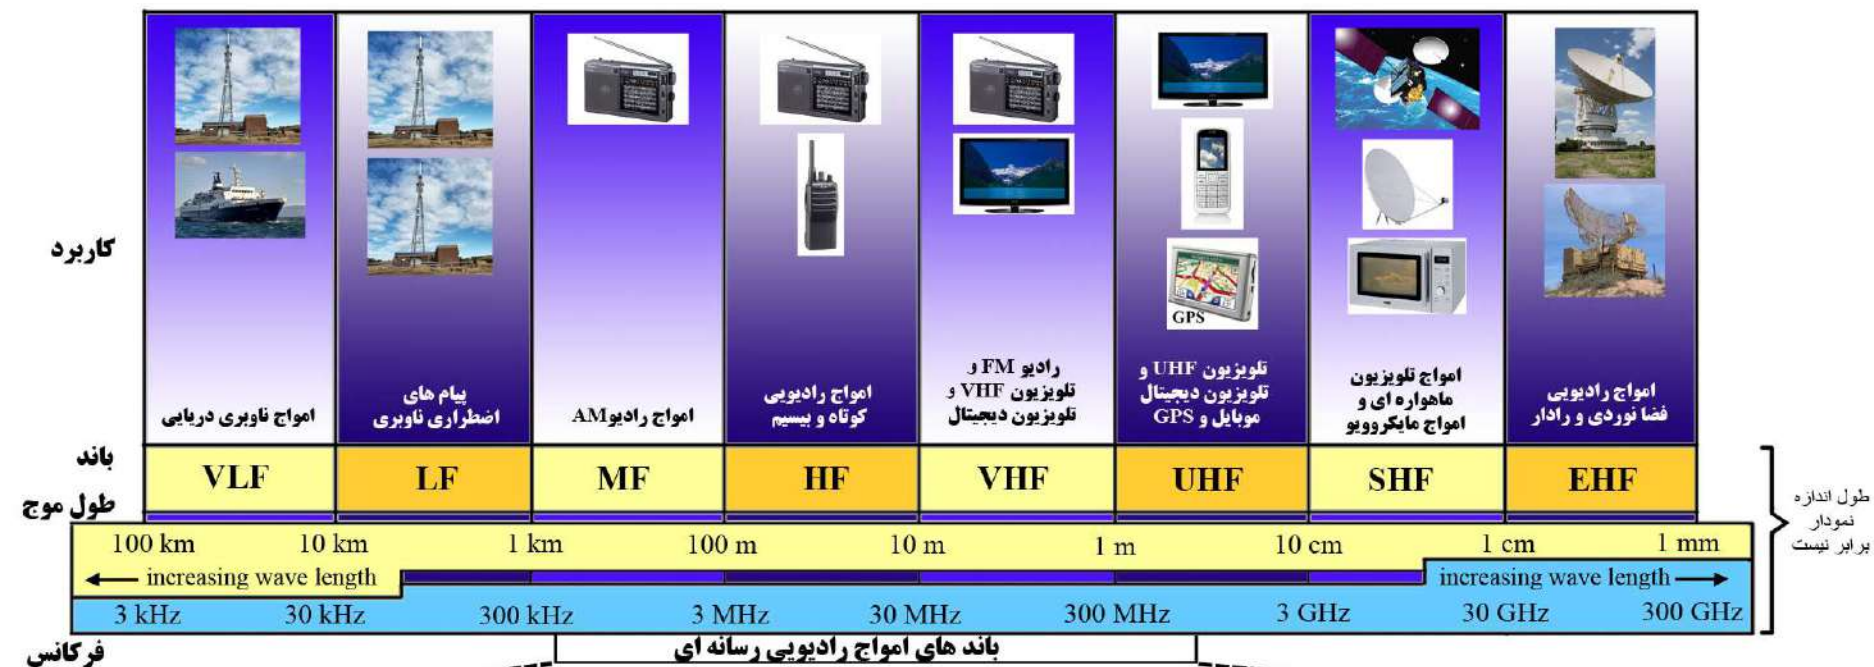 کاربرد
GPS
امواج ناوبری دریایی
پیام های
اضطراری ناوبری
امواج رادیوAM
امواج رادیویی
کوتاه و بیسیم
رادیو FM و
تلویزیون VHF و
تلویزیون دیجیتال
تلویزیون UHF و
تلویزیون دیجیتال
موبایل و GPS
امواج تلویزیون
ماهواره ای و
امواج مایکروویو
امواج رادیویی
فضا نوردی و رادار
باند
VLF LF MF HF VHF UHF SHF EHF
طول اندازه
نمودار
برابر نیست
طول موج
100 km 10 km 1 km 100 m 10 m 1 m 10 cm 1 cm 1 mm
← increasing wave length
increasing wave length →
3 kHz 30 kHz 300 kHz 3 MHz 30 MHz 300 MHz 3 GHz 30 GHz 300 GHz
فرکانس
باند های امواج رادیویی رسانه ای